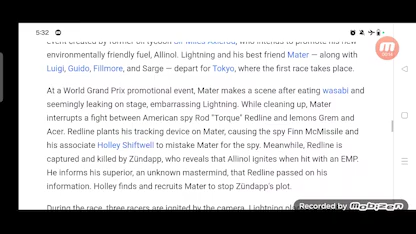 5:32
event created by former oil tycoon Sir Miles Axlerod, who intends to promote his new
environmentally friendly fuel, Allinol. Lightning and his best friend Mater — along with
Luigi, Guido, Fillmore, and Sarge — depart for Tokyo, where the first race takes place.
At a World Grand Prix promotional event, Mater makes a scene after eating wasabi and
seemingly leaking on stage, embarrassing Lightning. While cleaning up, Mater
interrupts a fight between American spy Rod "Torque" Redline and lemons Grem and
Acer. Redline plants his tracking device on Mater, causing the spy Finn McMissile and
his associate Holley Shiftwell to mistake Mater for the spy. Meanwhile, Redline is
captured and killed by Zündapp, who reveals that Allinol ignites when hit with an EMP.
He informs his superior, an unknown mastermind, that Redline passed on his
information. Holley finds and recruits Mater to stop Zündapp's plot.
During the race, three racers are ignited by the camera. Lightning
Recorded by mobizen